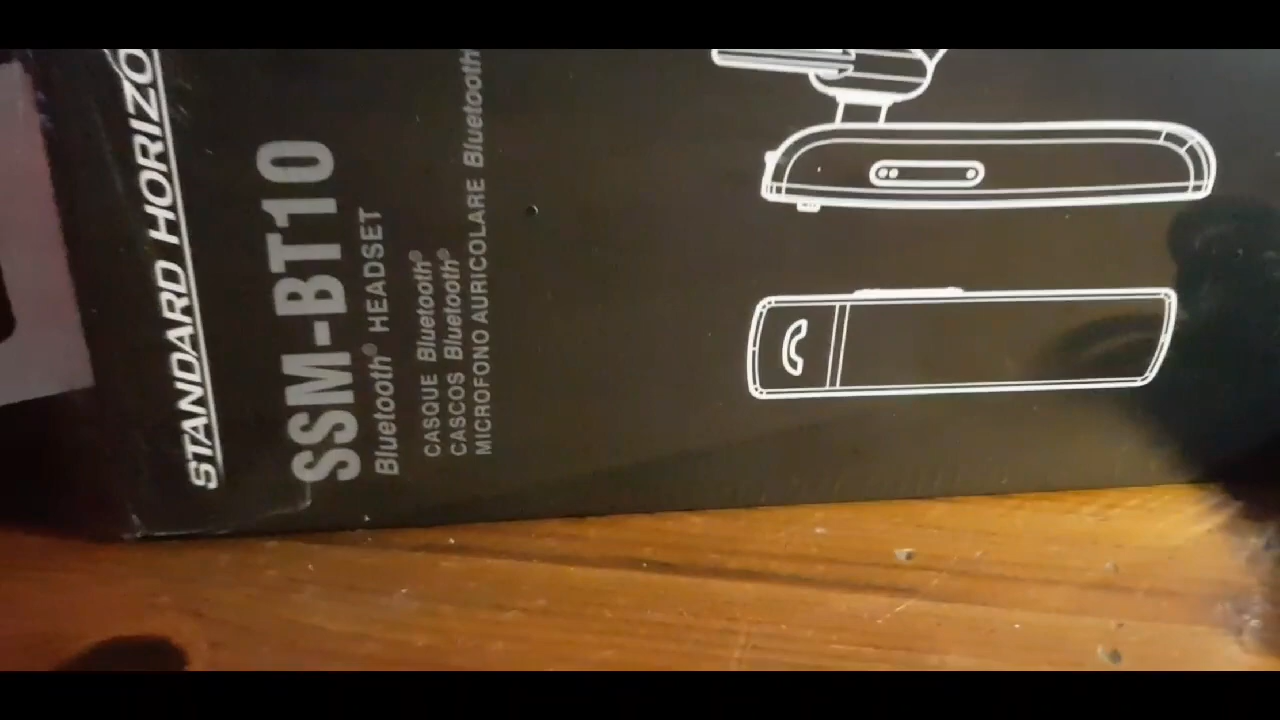 STANDARD HORIZO
SSM-BT10
Bluetooth® HEADSET
CASQUE Bluetooth®
CASCOS Bluetooth®
MICROFONO AURICOLARE Bluetooth